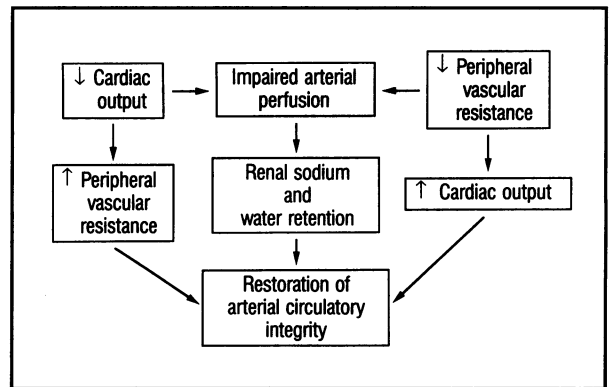 ↓ Cardiac
output
Impaired arterial
perfusion
↓ Peripheral
vascular
resistance
↑ Peripheral
vascular
resistance
Renal sodium
and
water retention
↑ Cardiac output
Restoration of
arterial circulatory
integrity